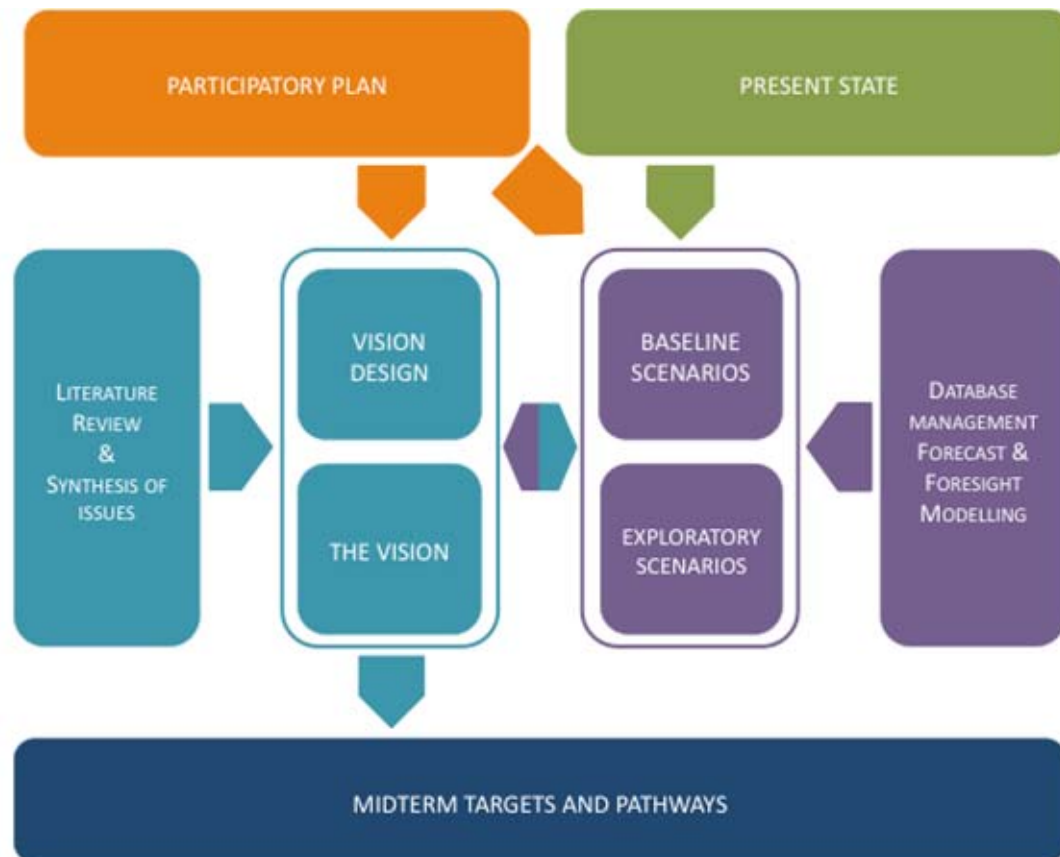 PARTICIPATORY PLAN
PRESENT STATE
LITERATURE
REVIEW
&
SYNTHESIS OF
ISSUES
VISION
DESIGN
THE VISION
BASELINE
SCENARIOS
EXPLORATORY
SCENARIOS
DATABASE
MANAGEMENT
FORECAST &
FORESIGHT
MODELLING
MIDTERM TARGETS AND PATHWAYS